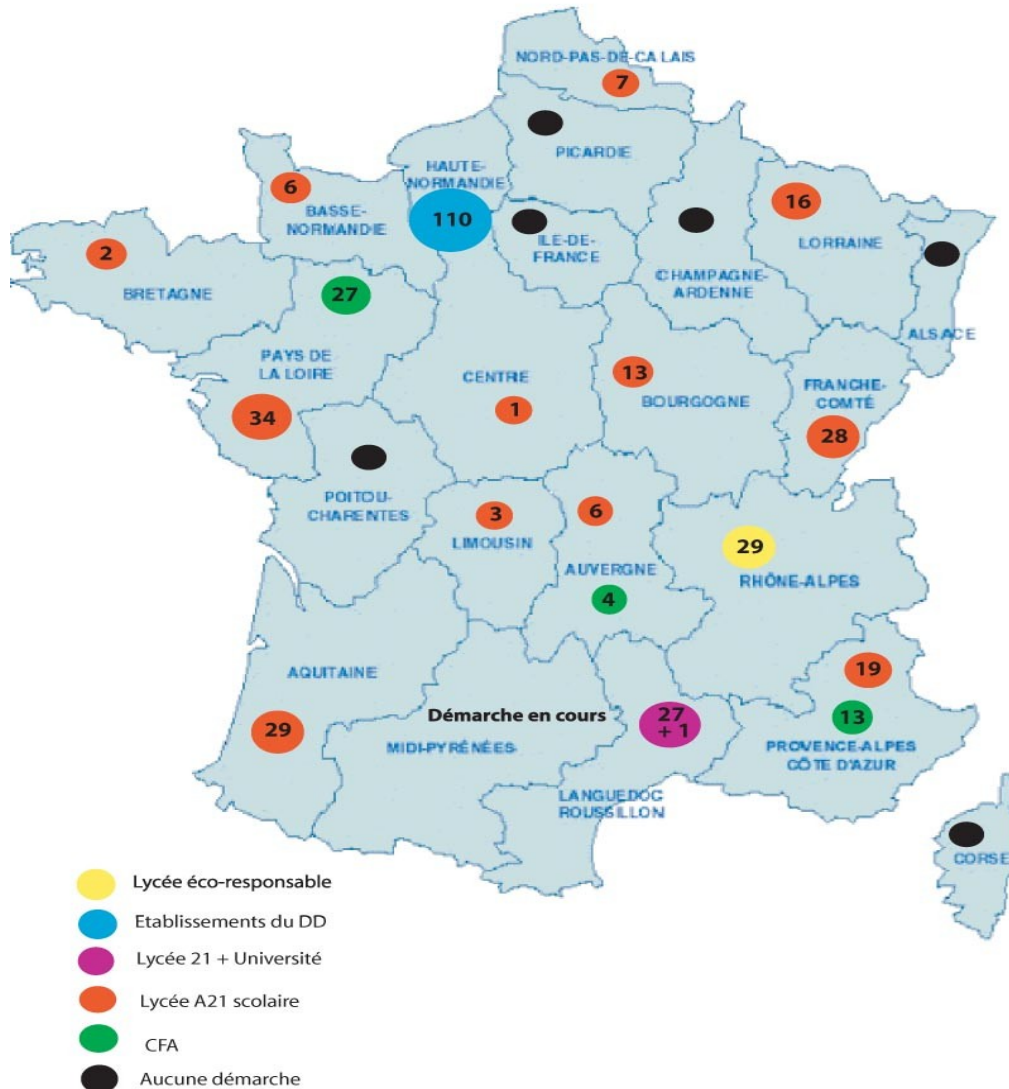 NORD-PAS-DE-CALAIS
7
PICARDIE
HAUTE-
NORMANDIE
110
6
BASSE-
NORMANDIE
ILE-DE-
FRANCE
16
LORRAINE
CHAMPAGNE-
ARDENNE
ALSACE
2
BRETAGNE
27
PAYS DE
LA LOIRE
34
CENTRE
1
13
BOURGOGNE
FRANCHE-
COMTÉ
28
POITOU-
CHARENTES
3
LIMOUSIN
6
AUVERGNE
4
29
RHÔNE-ALPES
AQUITAINE
29
Démarche en cours
MIDI-PYRÉNÉES
27
+ 1
LANGUEDOC
ROUSSILLON
19
13
PROVENCE-ALPES
CÔTE D'AZUR
CORSE
Lycée éco-responsable
Etablissements du DD
Lycée 21 + Université
Lycée A21 scolaire
CFA
Aucune démarche